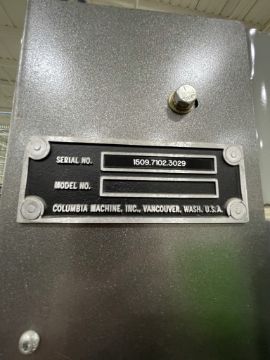 SERIAL NO. 1509.7102.3029
MODEL NO.
COLUMBIA MACHINE, INC., VANCOUVER, WASH. U.S.A.